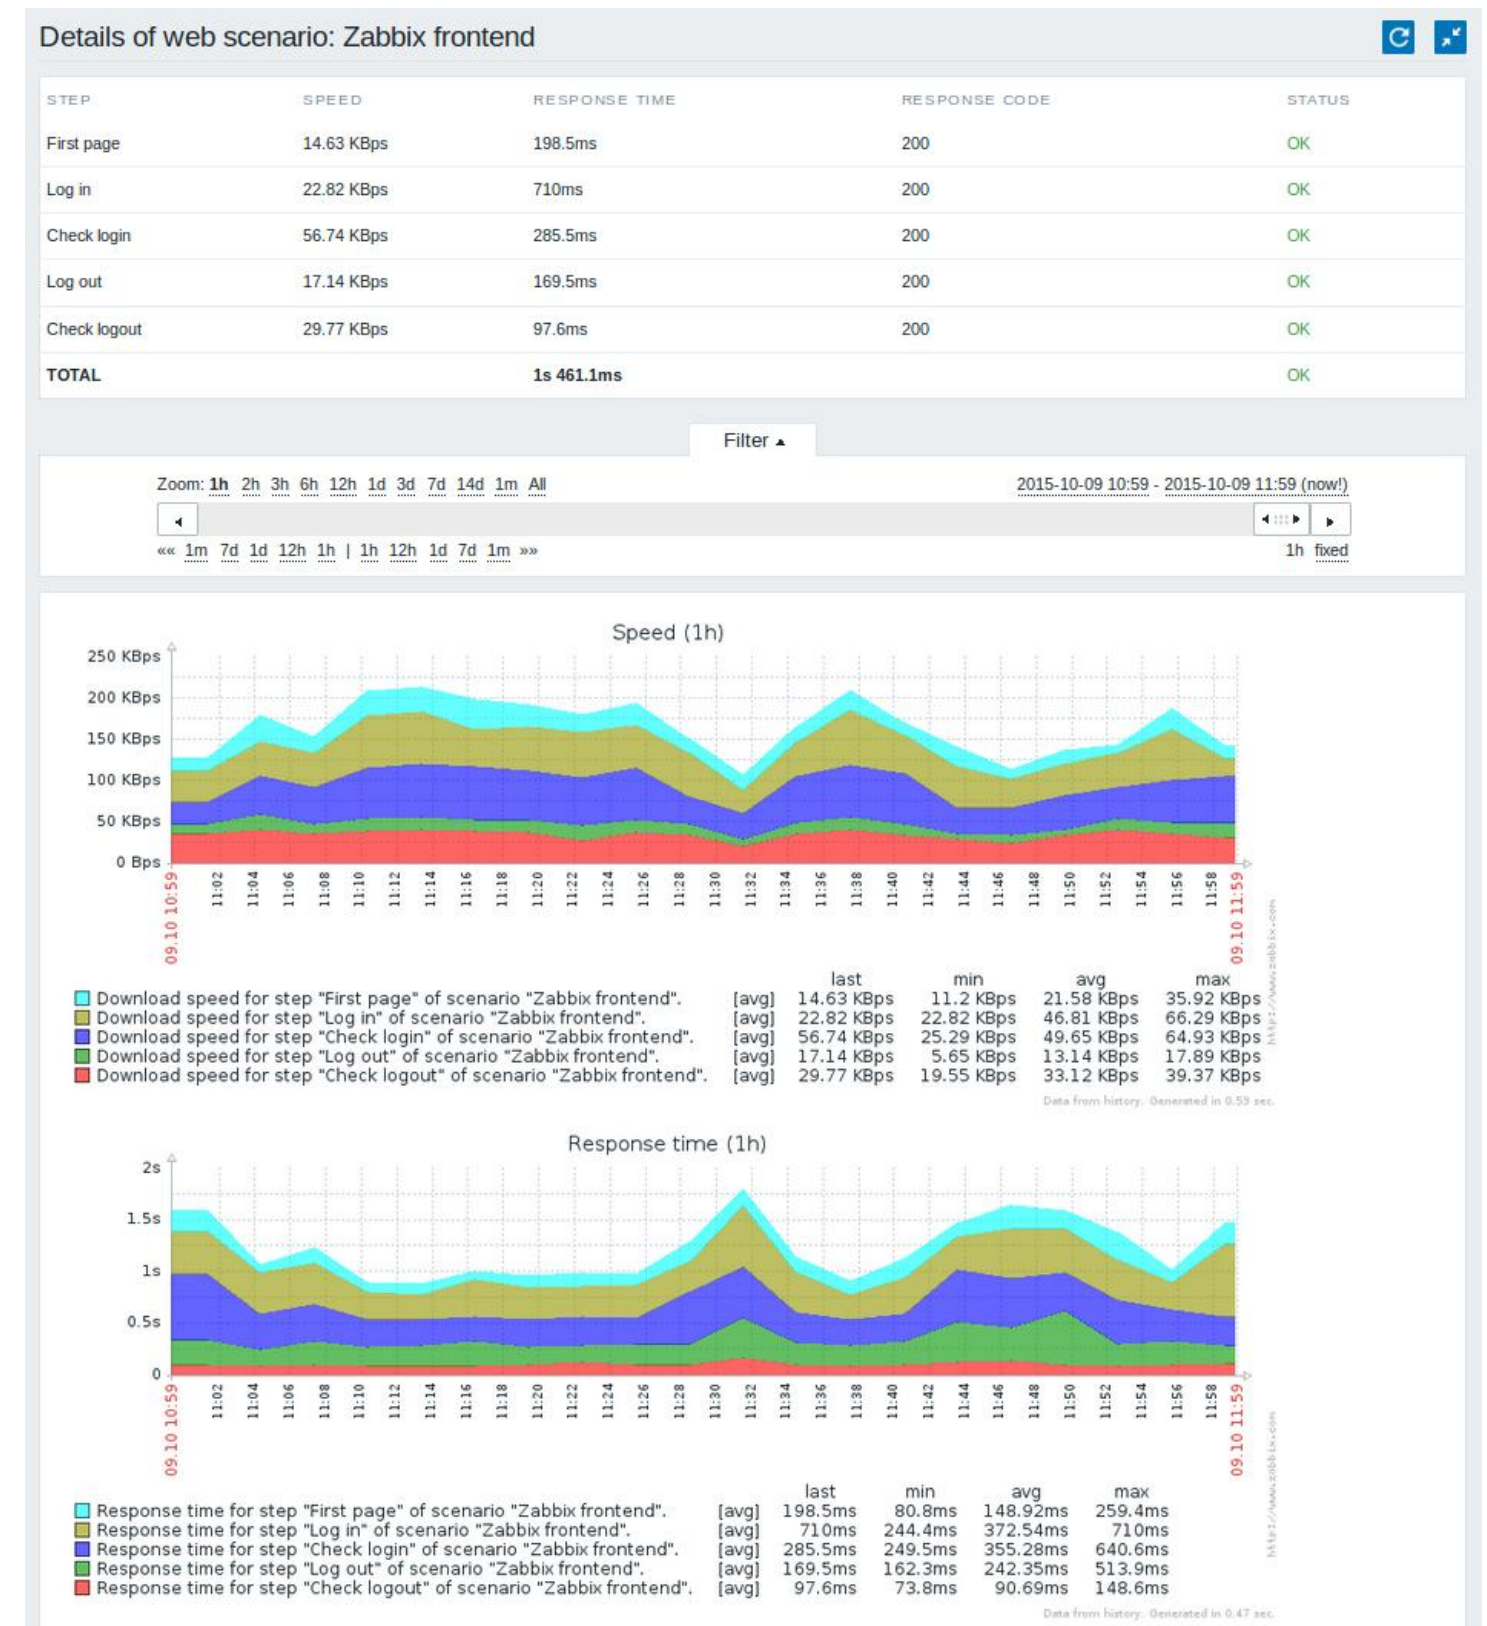 Details of web scenario: Zabbix frontend
STEP SPEED RESPONSE TIME RESPONSE CODE STATUS
First page 14.63 KBps 198.5ms 200 OK
Log in 22.82 KBps 710ms 200 OK
Check login 56.74 KBps 285.5ms 200 OK
Log out 17.14 KBps 169.5ms 200 OK
Check logout 29.77 KBps 97.6ms 200 OK
TOTAL 1s 461.1ms OK
Filter
Zoom: 1h 2h 3h 6h 12h 1d 3d 7d 14d 1m All 2015-10-09 10:59 - 2015-10-09 11:59 (now!)
«« 1m 7d 1d 12h 1h | 1h 12h 1d 7d 1m »» 1h fixed
Speed (1h)
250 KBps
200 KBps
150 KBps
100 KBps
50 KBps
0 Bps
09.10 10:59 11:02 11:04 11:06 11:08 11:10 11:12 11:14 11:16 11:18 11:20 11:22 11:24 11:26 11:28 11:30 11:32 11:34 11:36 11:38 11:40 11:42 11:44 11:46 11:48 11:50 11:52 11:54 11:56 11:58 09.10 11:59
http://www.zabbix.com
last min avg max
Download speed for step "First page" of scenario "Zabbix frontend". [avg] 14.63 KBps 11.2 KBps 21.58 KBps 35.92 KBps
Download speed for step "Log in" of scenario "Zabbix frontend". [avg] 22.82 KBps 22.82 KBps 46.81 KBps 66.29 KBps
Download speed for step "Check login" of scenario "Zabbix frontend". [avg] 56.74 KBps 25.29 KBps 49.65 KBps 64.93 KBps
Download speed for step "Log out" of scenario "Zabbix frontend". [avg] 17.14 KBps 5.65 KBps 13.14 KBps 17.89 KBps
Download speed for step "Check logout" of scenario "Zabbix frontend". [avg] 29.77 KBps 19.55 KBps 33.12 KBps 39.37 KBps
Data from history. Generated in 0.59 sec.
Response time (1h)
2s
1.5s
1s
0.5s
0
09.10 10:59 11:02 11:04 11:06 11:08 11:10 11:12 11:14 11:16 11:18 11:20 11:22 11:24 11:26 11:28 11:30 11:32 11:34 11:36 11:38 11:40 11:42 11:44 11:46 11:48 11:50 11:52 11:54 11:56 11:58 09.10 11:59
http://www.zabbix.com
last min avg max
Response time for step "First page" of scenario "Zabbix frontend". [avg] 198.5ms 80.8ms 148.92ms 259.4ms
Response time for step "Log in" of scenario "Zabbix frontend". [avg] 710ms 244.4ms 372.54ms 710ms
Response time for step "Check login" of scenario "Zabbix frontend". [avg] 285.5ms 249.5ms 355.28ms 640.6ms
Response time for step "Log out" of scenario "Zabbix frontend". [avg] 169.5ms 162.3ms 242.35ms 513.9ms
Response time for step "Check logout" of scenario "Zabbix frontend". [avg] 97.6ms 73.8ms 90.69ms 148.6ms
Data from history. Generated in 0.47 sec.